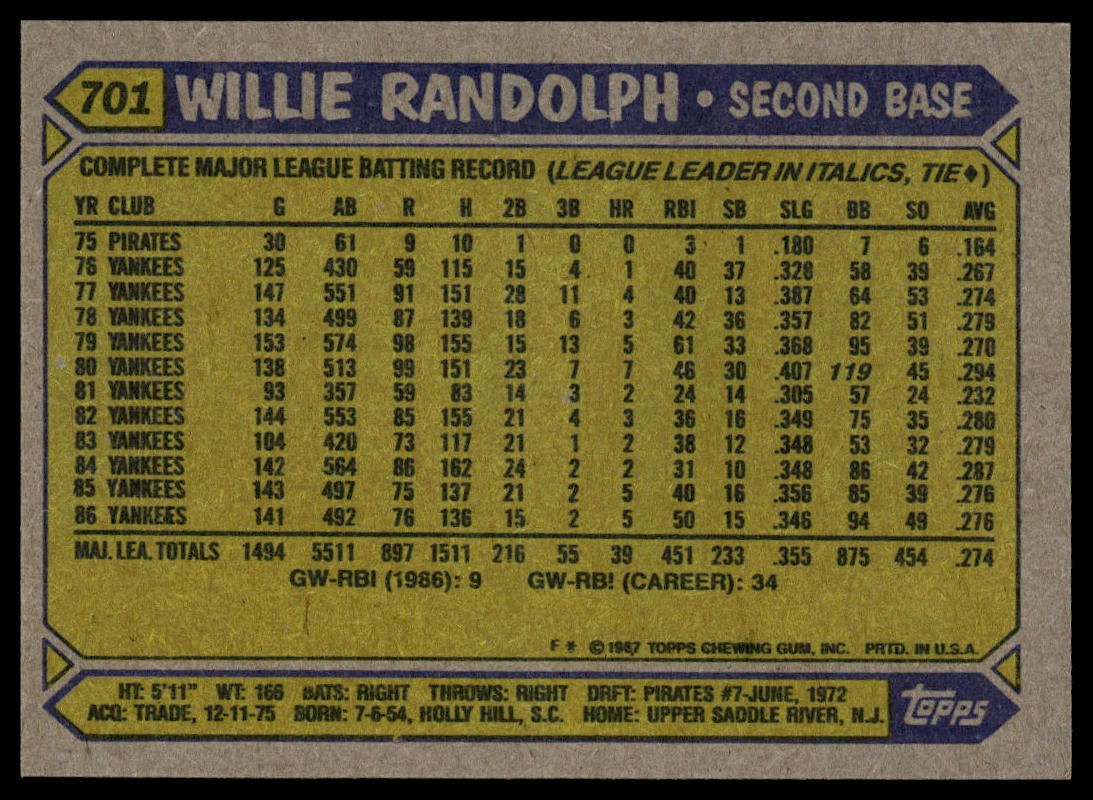 701 WILLIE RANDOLPH • SECOND BASE
COMPLETE MAJOR LEAGUE BATTING RECORD (LEAGUE LEADER IN ITALICS, TIE♦)
YR CLUB G AB R H 2B 3B HR RBI SB SLG BB SO AVG
75 PIRATES 30 61 9 10 1 0 0 3 1 .180 7 6 .164
76 YANKEES 125 430 59 115 15 4 1 40 37 .328 58 39 .267
77 YANKEES 147 551 91 151 28 11 4 40 13 .387 64 53 .274
78 YANKEES 134 499 87 139 18 6 3 42 36 .357 82 51 .279
79 YANKEES 153 574 98 155 15 13 5 61 33 .368 95 39 .270
80 YANKEES 138 513 99 151 23 7 7 46 30 .407 119 45 .294
81 YANKEES 93 357 59 83 14 3 2 24 14 .305 57 24 .232
82 YANKEES 144 553 85 155 21 4 3 36 16 .349 75 35 .280
83 YANKEES 104 420 73 117 21 1 2 38 12 .348 53 32 .279
84 YANKEES 142 564 86 162 24 2 2 31 10 .348 86 42 .287
85 YANKEES 143 497 75 137 21 2 5 40 16 .356 85 39 .276
86 YANKEES 141 492 76 136 15 2 5 50 15 .346 94 49 .276
MAJ. LEA. TOTALS 1494 5511 897 1511 216 55 39 451 233 .355 875 454 .274
GW-RBI (1986): 9 GW-RBI (CAREER): 34
F * © 1987 TOPPS CHEWING GUM, INC. PRTD. IN U.S.A.
HT: 5'11" WT: 166 BATS: RIGHT THROWS: RIGHT DRFT: PIRATES #7-JUNE, 1972
ACQ: TRADE, 12-11-75 BORN: 7-6-54, HOLLY HILL, S.C. HOME: UPPER SADDLE RIVER, N.J.
TOPPS